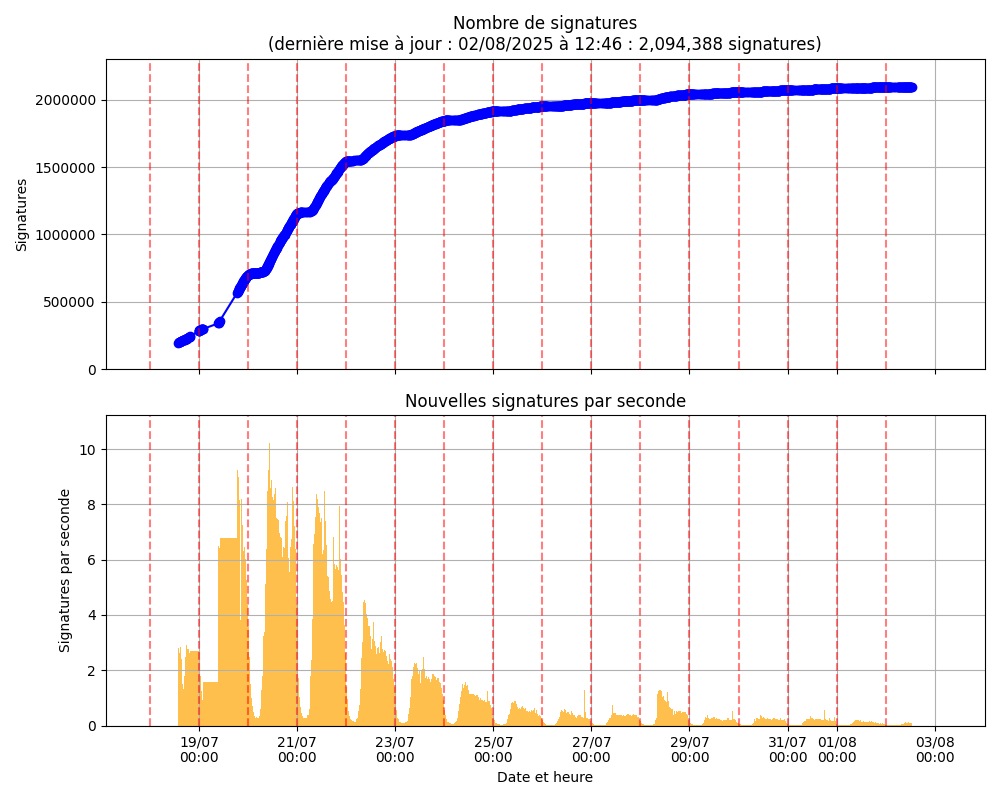 Nombre de signatures
(dernière mise à jour : 02/08/2025 à 12:46 : 2,094,388 signatures)
2000000
1500000
1000000
500000
0
Signatures
Nouvelles signatures par seconde
10
8
6
4
2
0
Signatures par seconde
19/07 21/07 23/07 25/07 27/07 29/07 31/07 01/08 03/08
00:00 00:00 00:00 00:00 00:00 00:00 00:00 00:00 00:00
Date et heure